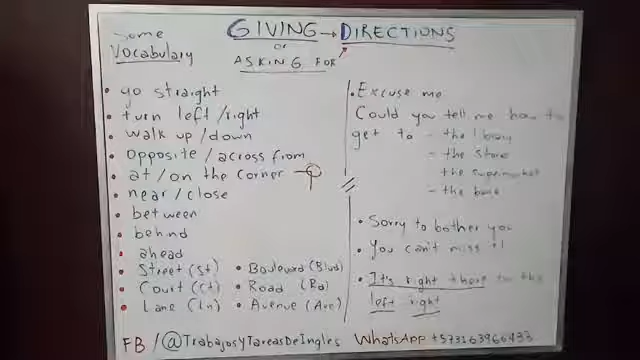 Some
Vocabulary
GIVING → DIRECTIONS
or
ASKING FOR
• go straight
• turn left/right
• walk up/down
• opposite/across from
• at/on the corner
• near/close
• between
• behind
• ahead
• Street (St)
• Court (Ct)
• Lane (Ln)
• Boulevard (Blvd)
• Road (Rd)
• Avenue (Ave)
• Excuse me
Could you tell me how to
get to - the library
- the store
the supermarket
- the bank
• Sorry to bother you
• You can't miss it
• It's right there to the
left right
FB /@TrabajosyTareasDeIngles WhatsApp